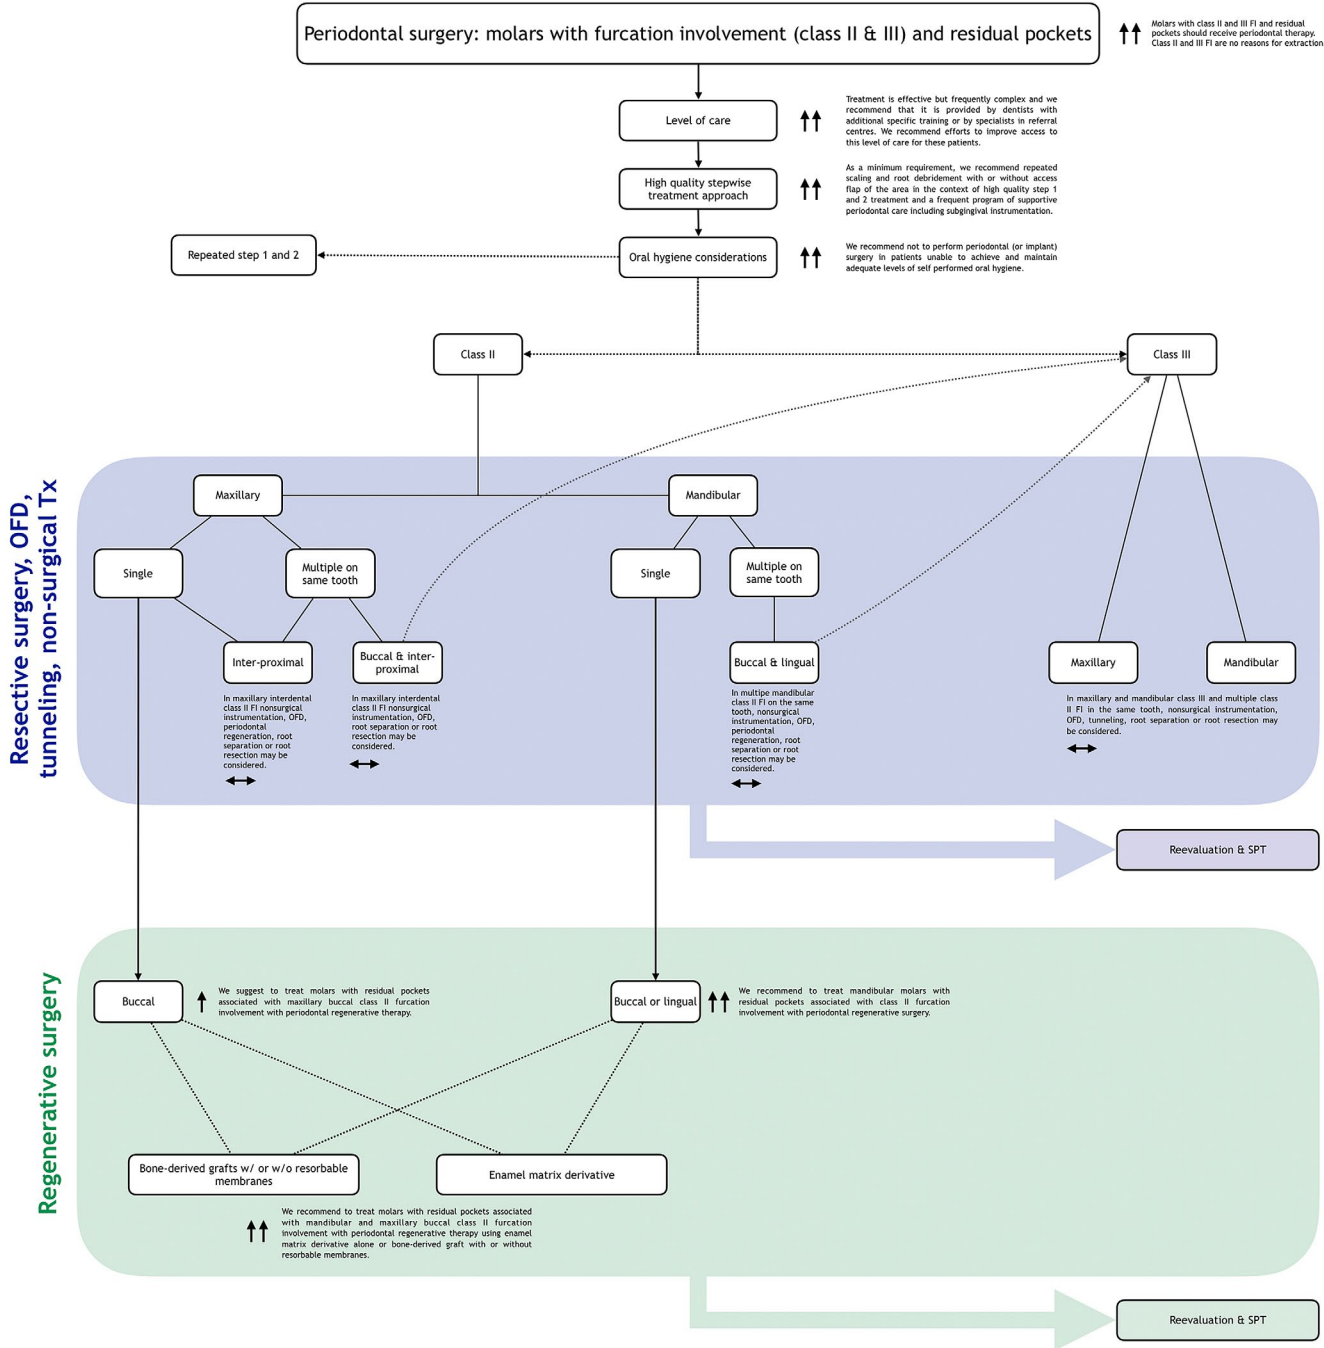 Periodontal surgery: molars with furcation involvement (class II & III) and residual pockets
Molars with class II and III FI and residual
pockets should receive periodontal therapy.
Class II and III FI are no reasons for extraction
Level of care
Treatment is effective but frequently complex and we
recommend that it is provided by dentists with
additional specific training or by specialists in referral
centres. We recommend efforts to improve access to
this level of care for these patients.
High quality stepwise
treatment approach
As a minimum requirement, we recommend repeated
scaling and root debridement with or without access
flap of the area in the context of high quality step 1
and 2 treatment and a frequent program of supportive
periodontal care including subgingival instrumentation.
Repeated step 1 and 2
Oral hygiene considerations
We recommend not to perform periodontal (or implant)
surgery in patients unable to achieve and maintain
adequate levels of self performed oral hygiene.
Class II
Class III
Resective surgery, OFD,
tunneling, non-surgical Tx
Maxillary
Mandibular
Single
Multiple on
same tooth
Single
Multiple on
same tooth
Inter-proximal
Buccal & inter-
proximal
Buccal & lingual
Maxillary
Mandibular
In maxillary interdental
class II FI nonsurgical
instrumentation, OFD,
periodontal
regeneration, root
separation or root
resection may be
considered.
In maxillary interdental
class II FI nonsurgical
instrumentation, OFD,
root separation or root
resection may be
considered.
In multipe mandibular
class II FI on the same
tooth, nonsurgical
instrumentation, OFD,
periodontal
regeneration, root
separation or root
resection may be
considered.
In maxillary and mandibular class III and multiple class
II FI in the same tooth, nonsurgical instrumentation,
OFD, tunneling, root separation or root resection may
be considered.
Reevaluation & SPT
Regenerative surgery
Buccal
We suggest to treat molars with residual pockets
associated with maxillary buccal class II furcation
involvement with periodontal regenerative therapy.
Buccal or lingual
We recommend to treat mandibular molars with
residual pockets associated with class II furcation
involvement with periodontal regenerative surgery.
Bone-derived grafts w/ or w/o resorbable
membranes
Enamel matrix derivative
We recommend to treat molars with residual pockets associated
with mandibular and maxillary buccal class II furcation
involvement with periodontal regenerative therapy using enamel
matrix derivative alone or bone-derived graft with or without
resorbable membranes.
Reevaluation & SPT